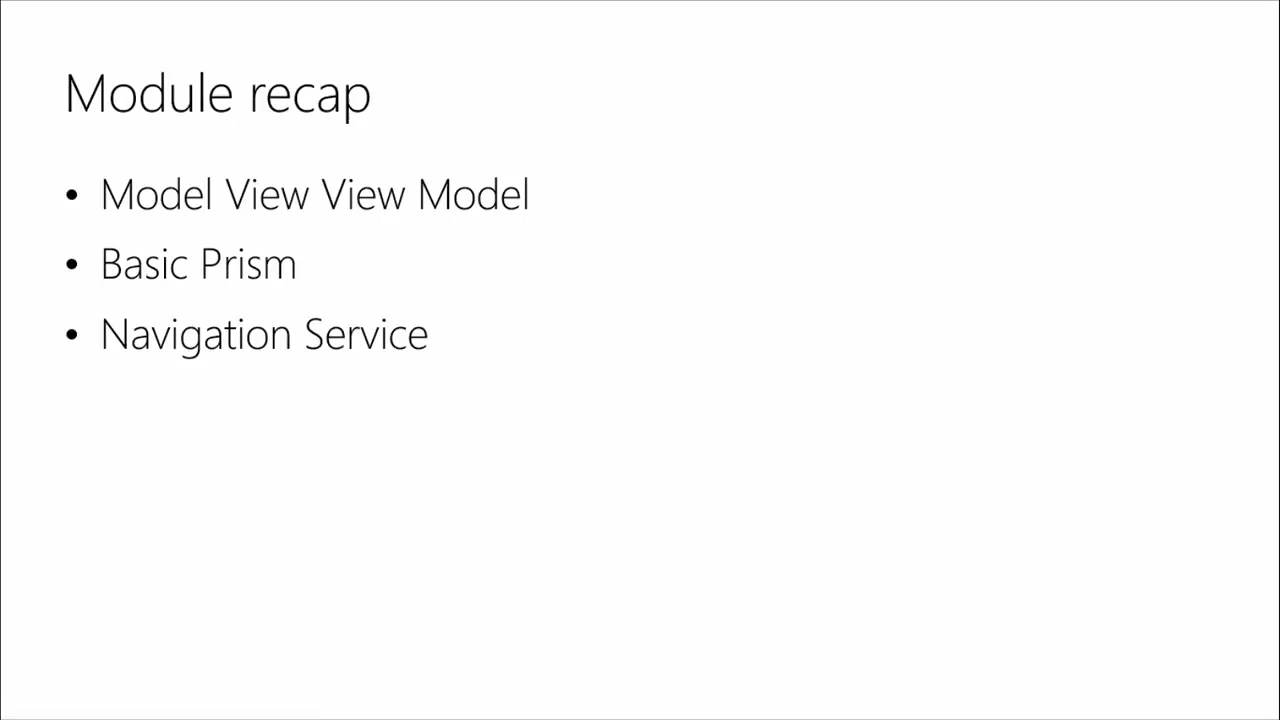 Module recap
• Model View View Model
• Basic Prism
• Navigation Service